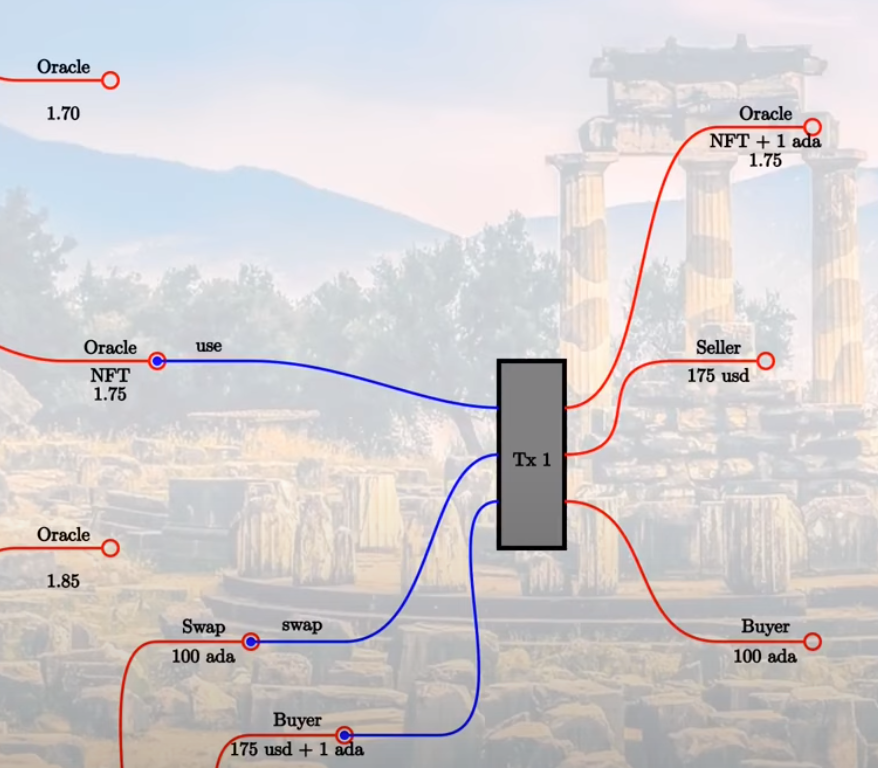 Oracle
1.70
Oracle
NFT + 1 ada
1.75
Oracle
use
NFT
1.75
Seller
175 usd
Tx 1
Oracle
1.85
Swap
swap
100 ada
Buyer
100 ada
Buyer
175 usd + 1 ada